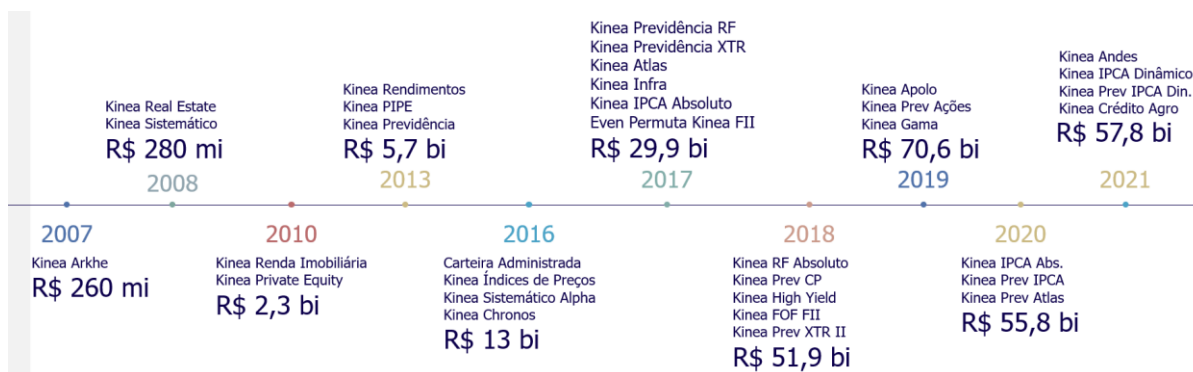 Kinea Arkhe
R$ 260 mi
2007
Kinea Real Estate
Kinea Sistemático
R$ 280 mi
2008
2010
Kinea Renda Imobiliária
Kinea Private Equity
R$ 2,3 bi
Kinea Rendimentos
Kinea PIPE
Kinea Previdência
R$ 5,7 bi
2013
2016
Carteira Administrada
Kinea Índices de Preços
Kinea Sistemático Alpha
Kinea Chronos
R$ 13 bi
Kinea Previdência RF
Kinea Previdência XTR
Kinea Atlas
Kinea Infra
Kinea IPCA Absoluto
Even Permuta Kinea FII
R$ 29,9 bi
2017
2018
Kinea RF Absoluto
Kinea Prev CP
Kinea High Yield
Kinea FOF FII
Kinea Prev XTR II
R$ 51,9 bi
Kinea Apolo
Kinea Prev Ações
Kinea Gama
R$ 70,6 bi
2019
2020
Kinea IPCA Abs.
Kinea Prev IPCA
Kinea Prev Atlas
R$ 55,8 bi
Kinea Andes
Kinea IPCA Dinâmico
Kinea Prev IPCA Din.
Kinea Crédito Agro
R$ 57,8 bi
2021